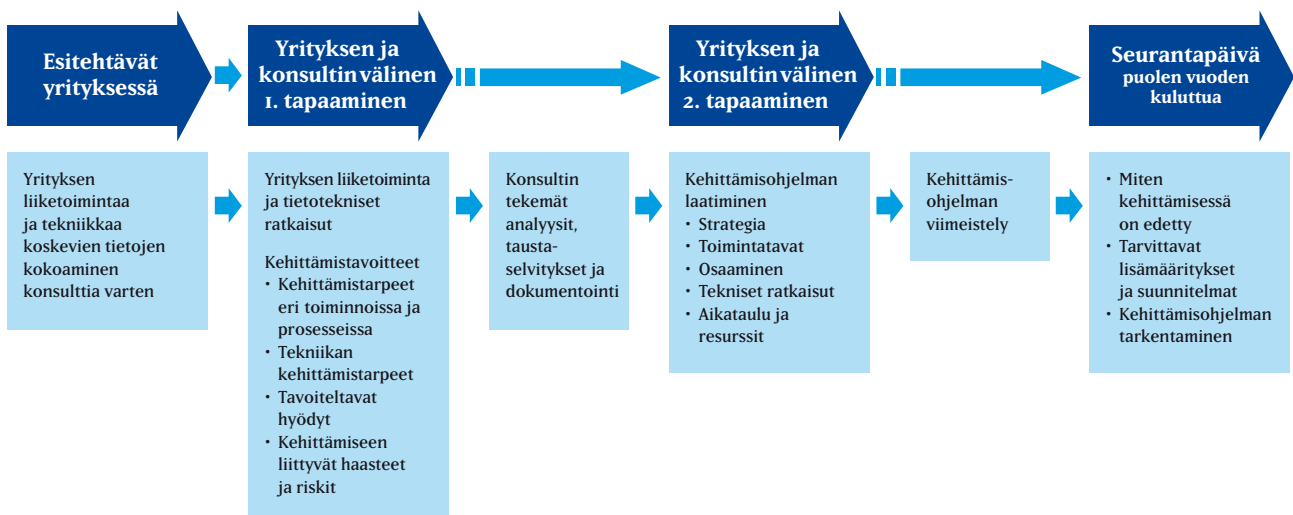 Esitehtävät
yrityksessä
Yrityksen ja
konsultin välinen
1. tapaaminen
Yrityksen ja
konsultin välinen
2. tapaaminen
Seurantapäivä
puolen vuoden
kuluttua
Yrityksen
liiketoimintaa
ja tekniikkaa
koskevien tietojen
kokoaminen
konsulttia varten
Yrityksen liiketoiminta
ja tietotekniset
ratkaisut
Kehittämistavoitteet
• Kehittämistarpeet
eri toiminnoissa ja
prosesseissa
• Tekniikan
kehittämistarpeet
• Tavoiteltavat
hyödyt
• Kehittämiseen
liittyvät haasteet
ja riskit
Konsultin
tekemät
analyysit,
tausta-
selvitykset ja
dokumentointi
Kehittämisohjelman
laatiminen
• Strategia
• Toimintatavat
• Osaaminen
• Tekniset ratkaisut
• Aikataulu ja
resurssit
Kehittämis-
ohjelman
viimeistely
• Miten
kehittämisessä
on edetty
• Tarvittavat
lisämääritykset
ja suunnitelmat
• Kehittämisohjelman
tarkentaminen